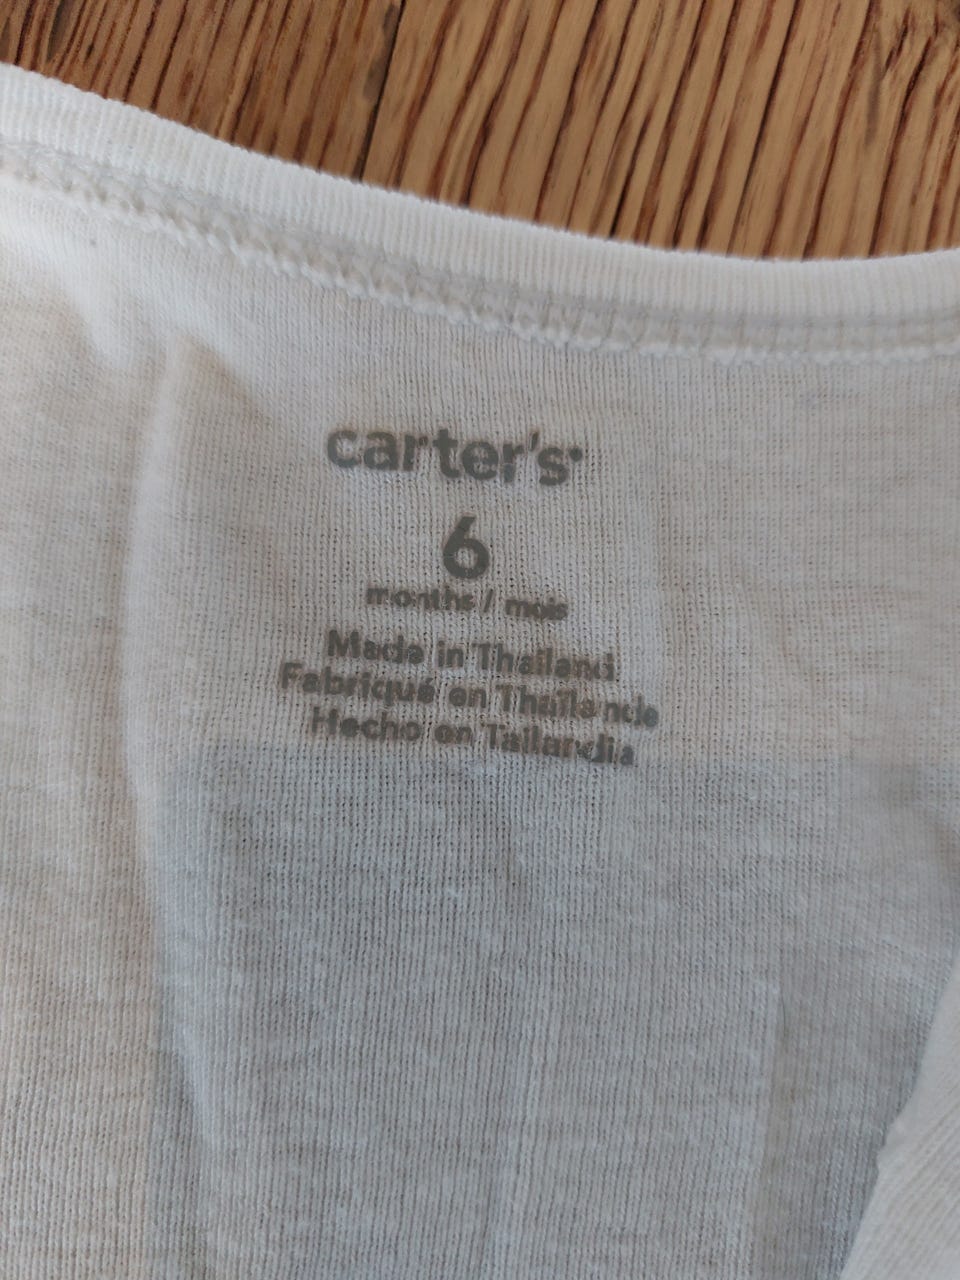 carter's
6
months / mois
Made in Thailand
Fabriqué en Thaïlande
Hecho en Tailandia